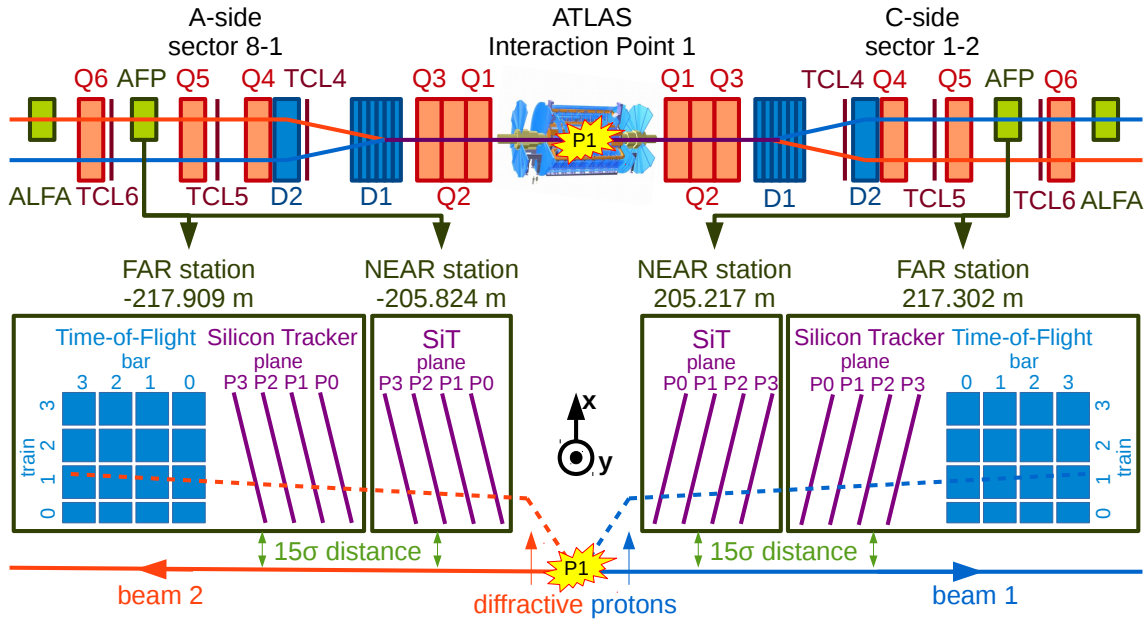 A-side
sector 8-1
ATLAS
Interaction Point 1
C-side
sector 1-2
Q6 AFP Q5 Q4 TCL4 Q3 Q1 Q1 Q3 TCL4 Q4 Q5 AFP Q6
P1
ALFA TCL6 TCL5 D2 D1 Q2 Q2 D1 D2 TCL5 TCL6 ALFA
FAR station
-217.909 m
NEAR station
-205.824 m
NEAR station
205.217 m
FAR station
217.302 m
Time-of-Flight
bar
3 2 1 0
train
3
2
1
0
Silicon Tracker
plane
P3 P2 P1 P0
SiT
plane
P3 P2 P1 P0
x
y
SiT
plane
P0 P1 P2 P3
Silicon Tracker
plane
P0 P1 P2 P3
Time-of-Flight
bar
0 1 2 3
train
3
2
1
0
15σ distance
P1
15σ distance
beam 2
diffractive protons
beam 1